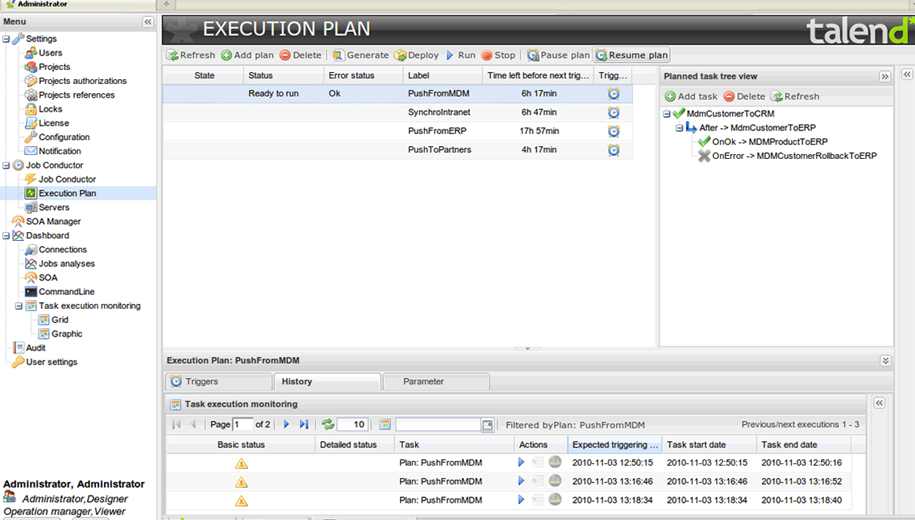 Administrator
Menu
Settings
Users
Projects
Projects authorizations
Projects references
Locks
License
Configuration
Notification
Job Conductor
Job Conductor
Execution Plan
Servers
SOA Manager
Dashboard
Connections
Jobs analyses
SOA
CommandLine
Task execution monitoring
Grid
Graphic
Audit
User settings
Administrator, Administrator
Administrator,Designer
Operation manager,Viewer
EXECUTION PLAN
talend*
Refresh Add plan Delete Generate Deploy Run Stop Pause plan Resume plan
State Status Error status Label Time left before next trig... Trigg...
Ready to run Ok PushFromMDM 6h 17min
SynchroIntranet 6h 47min
PushFromERP 17h 57min
PushToPartners 4h 17min
Planned task tree view
Add task Delete Refresh
MdmCustomerToCRM
After -> MdmCustomerToERP
OnOk -> MDMProductToERP
OnError -> MDMCustomerRollbackToERP
Execution Plan: PushFromMDM
Triggers History Parameter
Task execution monitoring
Page 1 of 2 10 Filtered byPlan: PushFromMDM Previous/next executions 1 - 3
Basic status Detailed status Task Actions Expected triggering ... Task start date Task end date
Plan: PushFromMDM 2010-11-03 12:50:15 2010-11-03 12:50:15 2010-11-03 12:50:16
Plan: PushFromMDM 2010-11-03 13:16:46 2010-11-03 13:16:46 2010-11-03 13:16:52
Plan: PushFromMDM 2010-11-03 13:18:34 2010-11-03 13:18:34 2010-11-03 13:18:40